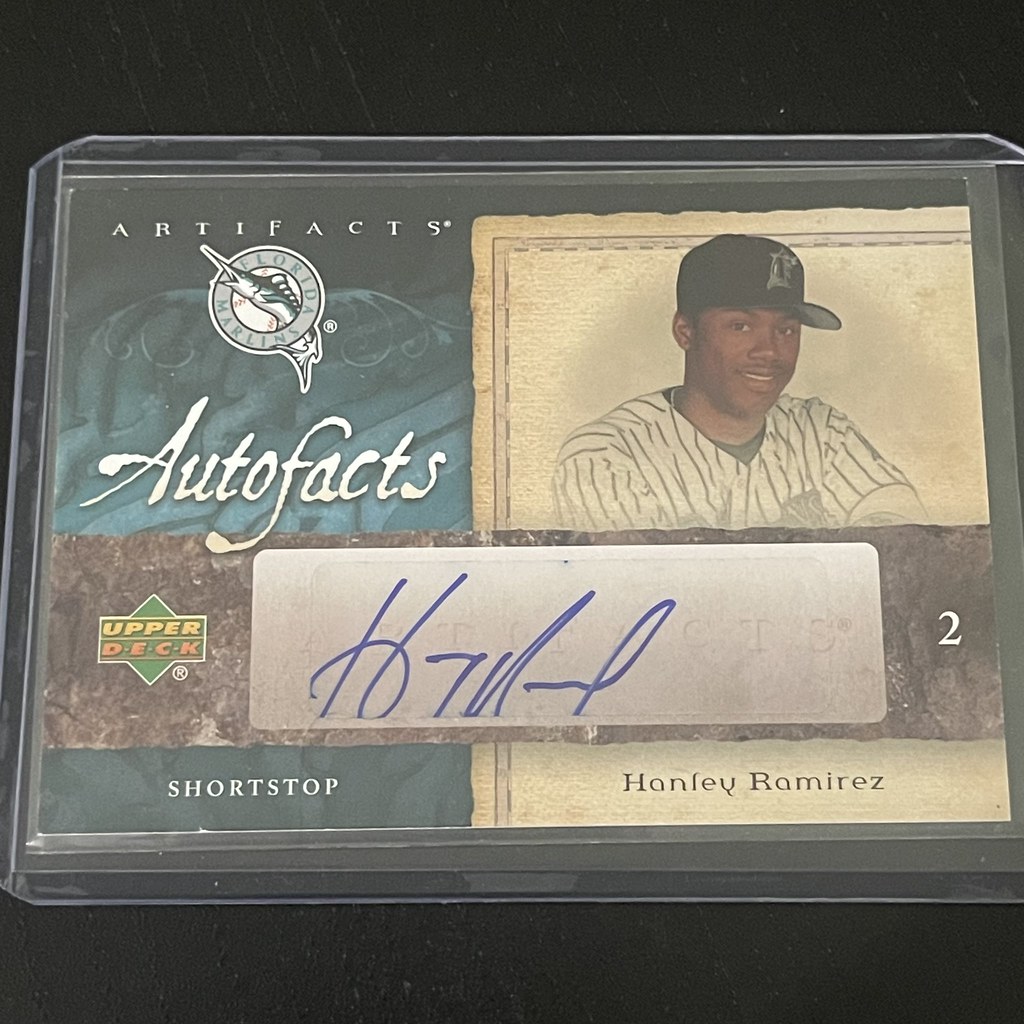 ARTIFACTS®
FLORIDA
MARLINS
®
F
Autofacts
UPPER
DECK
®
2
SHORTSTOP
Hanley Ramirez